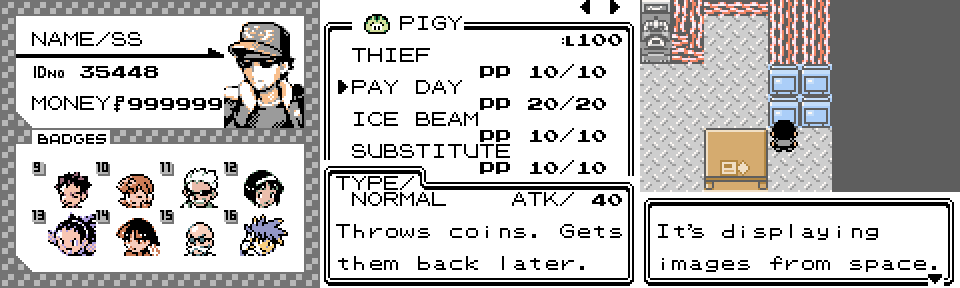 NAME/SS
IDNo 35448
MONEY ₽999999
BADGES
9 10 11 12
13 14 15 16
PIGY
:L100
THIEF
PP 10/10
PAY DAY
PP 20/20
ICE BEAM
PP 10/10
SUBSTITUTE
PP 10/10
TYPE/
NORMAL ATK/ 40
Throws coins. Gets
them back later.
It's displaying
images from space.